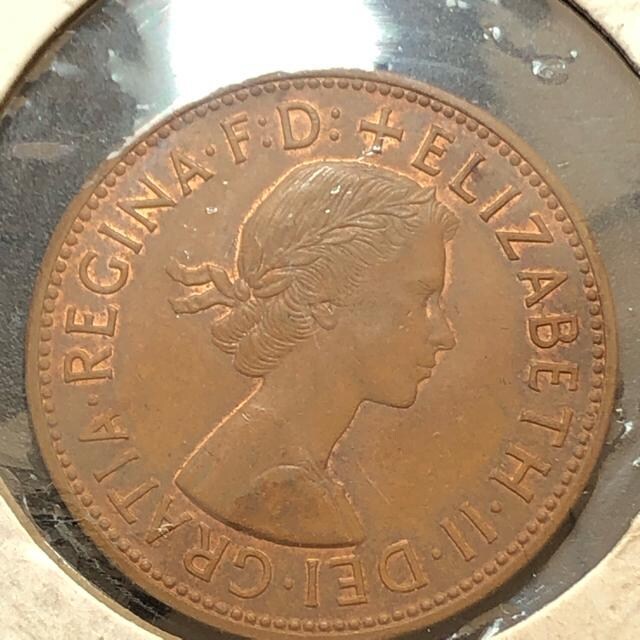 + ELIZABETH · II · DEI · GRATIA · REGINA · F: D: